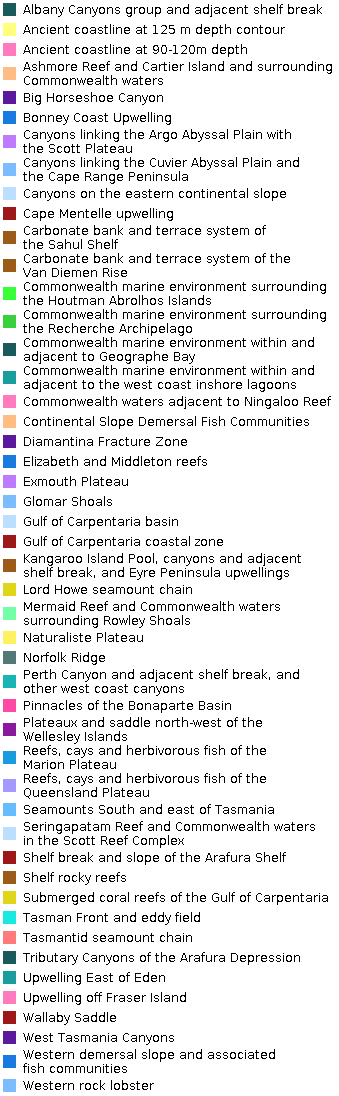 Albany Canyons group and adjacent shelf break
Ancient coastline at 125 m depth contour
Ancient coastline at 90-120m depth
Ashmore Reef and Cartier Island and surrounding
Commonwealth waters
Big Horseshoe Canyon
Bonney Coast Upwelling
Canyons linking the Argo Abyssal Plain with
the Scott Plateau
Canyons linking the Cuvier Abyssal Plain and
the Cape Range Peninsula
Canyons on the eastern continental slope
Cape Mentelle upwelling
Carbonate bank and terrace system of
the Sahul Shelf
Carbonate bank and terrace system of the
Van Diemen Rise
Commonwealth marine environment surrounding
the Houtman Abrolhos Islands
Commonwealth marine environment surrounding
the Recherche Archipelago
Commonwealth marine environment within and
adjacent to Geographe Bay
Commonwealth marine environment within and
adjacent to the west coast inshore lagoons
Commonwealth waters adjacent to Ningaloo Reef
Continental Slope Demersal Fish Communities
Diamantina Fracture Zone
Elizabeth and Middleton reefs
Exmouth Plateau
Glomar Shoals
Gulf of Carpentaria basin
Gulf of Carpentaria coastal zone
Kangaroo Island Pool, canyons and adjacent
shelf break, and Eyre Peninsula upwellings
Lord Howe seamount chain
Mermaid Reef and Commonwealth waters
surrounding Rowley Shoals
Naturaliste Plateau
Norfolk Ridge
Perth Canyon and adjacent shelf break, and
other west coast canyons
Pinnacles of the Bonaparte Basin
Plateaux and saddle north-west of the
Wellesley Islands
Reefs, cays and herbivorous fish of the
Marion Plateau
Reefs, cays and herbivorous fish of the
Queensland Plateau
Seamounts South and east of Tasmania
Seringapatam Reef and Commonwealth waters
in the Scott Reef Complex
Shelf break and slope of the Arafura Shelf
Shelf rocky reefs
Submerged coral reefs of the Gulf of Carpentaria
Tasman Front and eddy field
Tasmantid seamount chain
Tributary Canyons of the Arafura Depression
Upwelling East of Eden
Upwelling off Fraser Island
Wallaby Saddle
West Tasmania Canyons
Western demersal slope and associated
fish communities
Western rock lobster